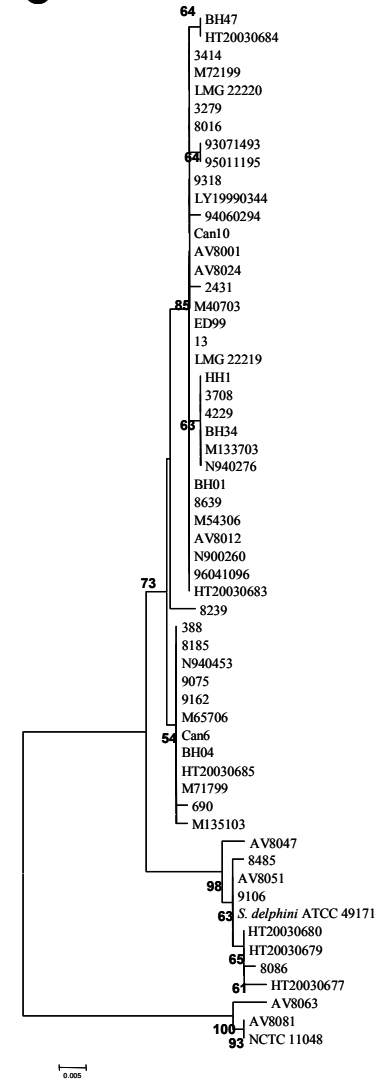 64
BH47
HT20030684
3414
M72199
LMG 22220
3279
8016
93071493
64
95011195
9318
LY19990344
94060294
Can10
AV8001
AV8024
2431
85
M40703
ED99
13
LMG 22219
HH1
3708
4229
63
BH34
M133703
N940276
BH01
8639
M54306
AV8012
N900260
96041096
73
HT20030683
8239
388
8185
N940453
9075
9162
M65706
54
Can6
BH04
HT20030685
M71799
690
M135103
AV8047
8485
AV8051
98
9106
63
S. delphini ATCC 49171
HT20030680
HT20030679
65
8086
61
HT20030677
AV8063
AV8081
100
93
NCTC 11048
0.005